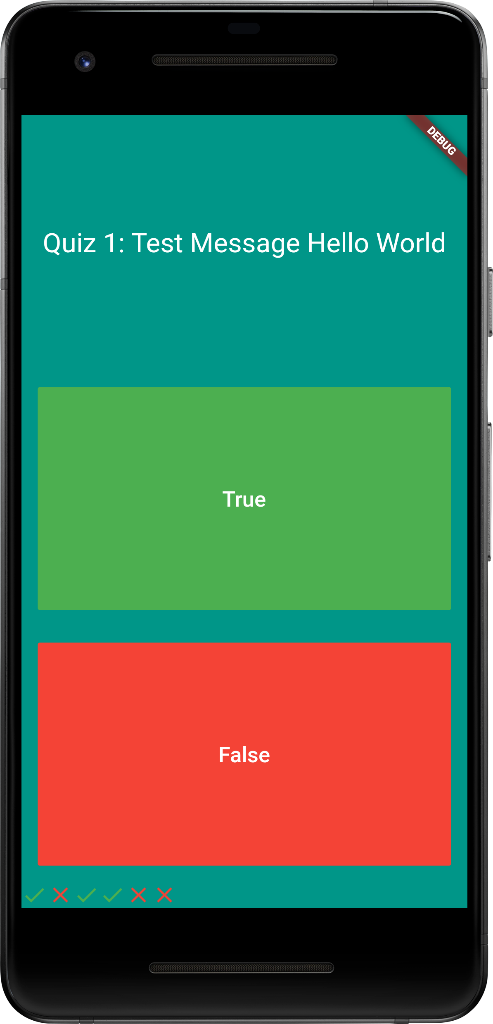 DEBUG
Quiz 1: Test Message Hello World
True
False